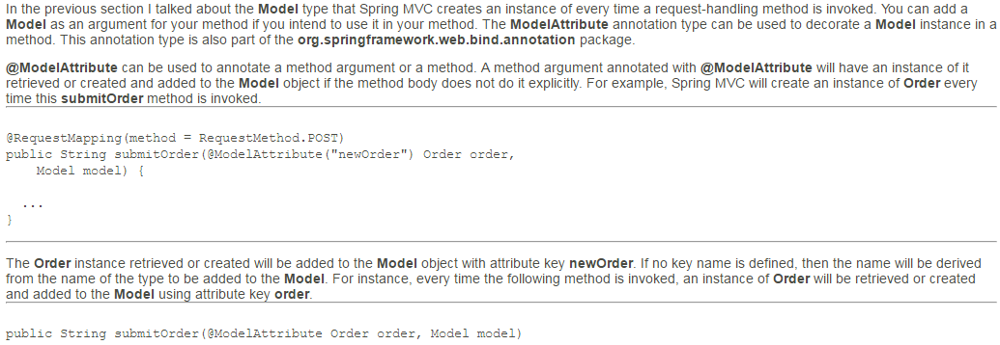 In the previous section I talked about the Model type that Spring MVC creates an instance of every time a request-handling method is invoked. You can add a
Model as an argument for your method if you intend to use it in your method. The ModelAttribute annotation type can be used to decorate a Model instance in a
method. This annotation type is also part of the org.springframework.web.bind.annotation package.
@ModelAttribute can be used to annotate a method argument or a method. A method argument annotated with @ModelAttribute will have an instance of it
retrieved or created and added to the Model object if the method body does not do it explicitly. For example, Spring MVC will create an instance of Order every
time this submitOrder method is invoked.
@RequestMapping(method = RequestMethod.POST)
public String submitOrder(@ModelAttribute("newOrder") Order order,
    Model model) {
  ...
}
The Order instance retrieved or created will be added to the Model object with attribute key newOrder. If no key name is defined, then the name will be derived
from the name of the type to be added to the Model. For instance, every time the following method is invoked, an instance of Order will be retrieved or created
and added to the Model using attribute key order.
public String submitOrder(@ModelAttribute Order order, Model model)